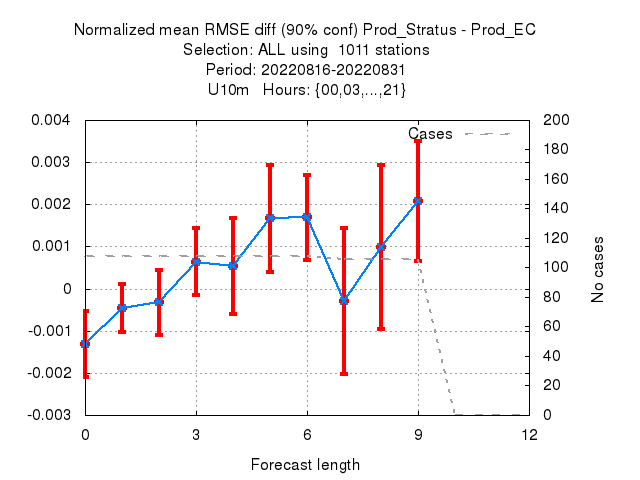 Normalized mean RMSE diff (90% conf) Prod_Stratus - Prod_EC
Selection: ALL using  1011 stations
Period: 20220816-20220831
U10m   Hours: {00,03,...,21}
0.004
0.003
0.002
0.001
0
-0.001
-0.002
-0.003
Cases
200
180
160
140
120
100
80
60
40
20
0
No cases
0 3 6 9 12
Forecast length